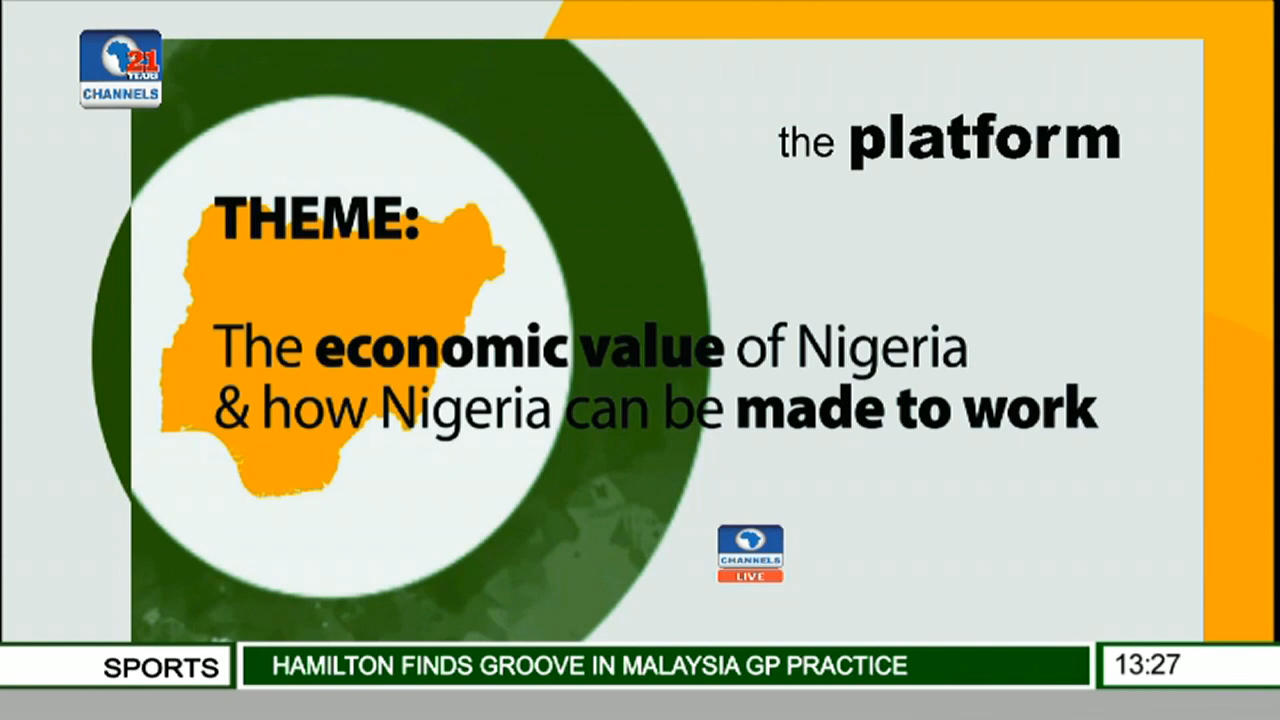 21
YEARS
CHANNELS
the platform
THEME:
The economic value of Nigeria
& how Nigeria can be made to work
CHANNELS
LIVE
SPORTS
HAMILTON FINDS GROOVE IN MALAYSIA GP PRACTICE
13:27